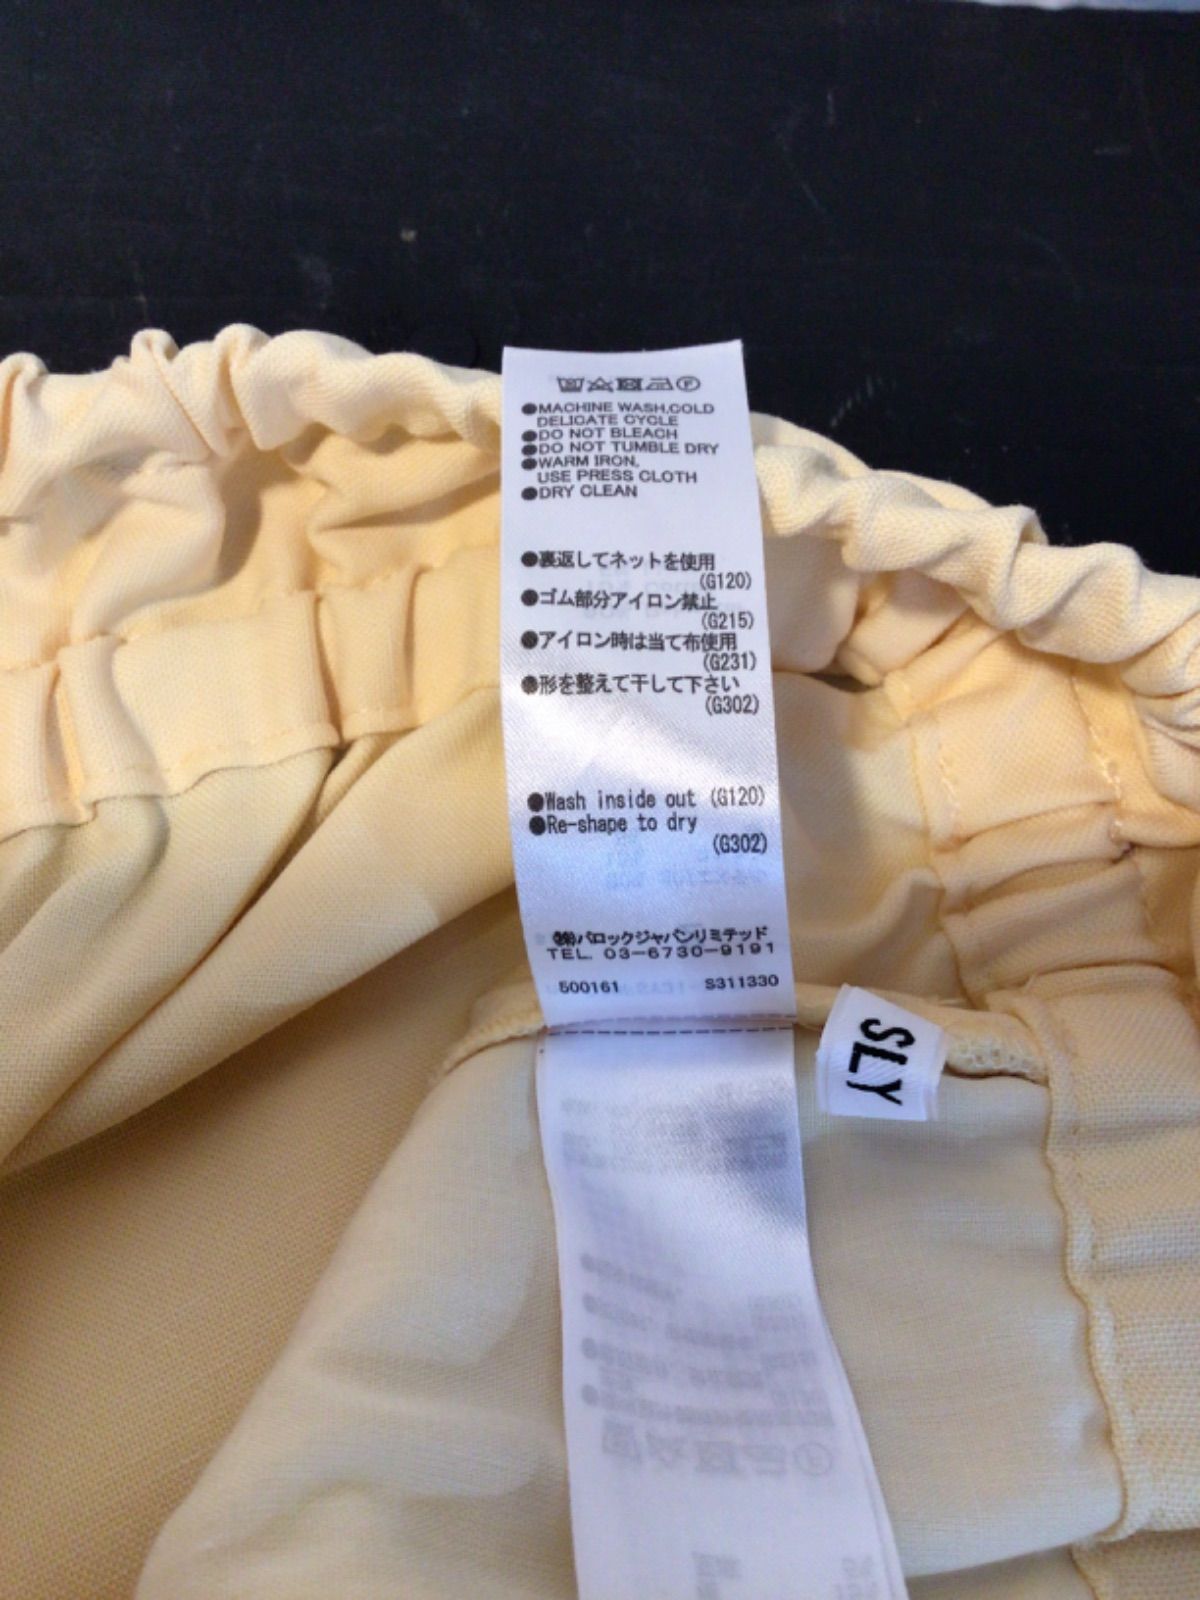 ●MACHINE WASH,COLD
DELICATE CYCLE
●DO NOT BLEACH
●DO NOT TUMBLE DRY
●WARM IRON,
USE PRESS CLOTH
●DRY CLEAN
●裏返してネットを使用
(G120)
●ゴム部分アイロン禁止
(G215)
●アイロン時は当て布使用
(G231)
●形を整えて干して下さい
(G302)
●Wash inside out (G120)
●Re-shape to dry
(G302)
㈱バロックジャパンリミテッド
TEL. 03-6730-9191
500161 S311330
SLY